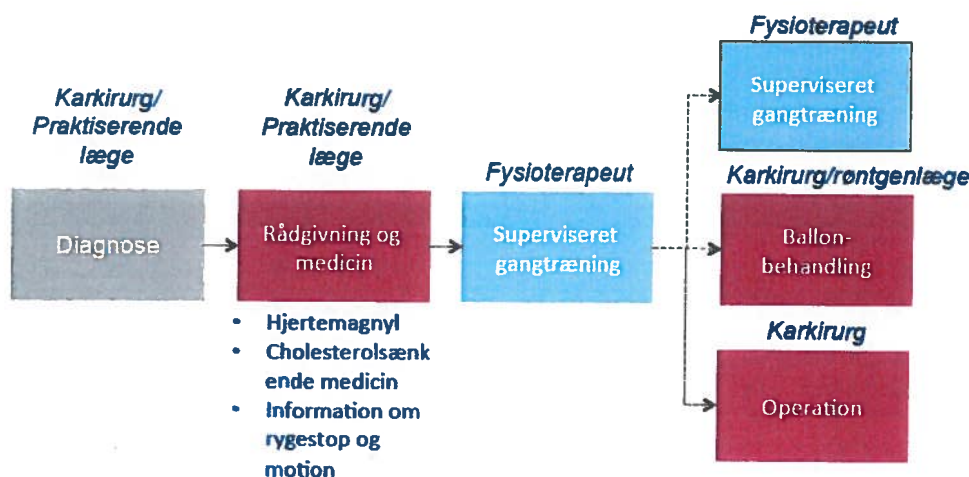 Karkirurg/
Praktiserende
læge
Diagnose
Karkirurg/
Praktiserende
læge
Rådgivning og
medicin
• Hjertemagnyl
• Cholesterolsænk
ende medicin
• Information om
rygestop og
motion
Fysioterapeut
Superviseret
gangtræning
Fysioterapeut
Superviseret
gangtræning
Karkirurg/røntgenlæge
Ballon-
behandling
Karkirurg
Operation